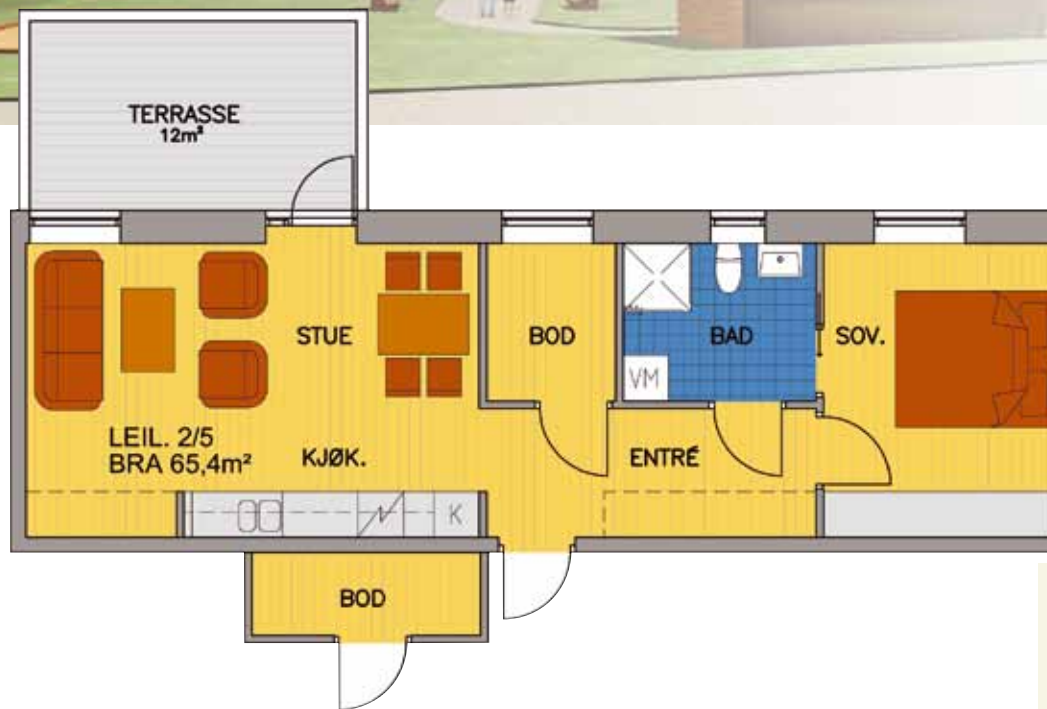 TERRASSE
12m²
STUE
BOD
BAD
SOV.
VM
LEIL. 2/5
BRA 65,4m²
KJØK.
ENTRÉ
K
BOD